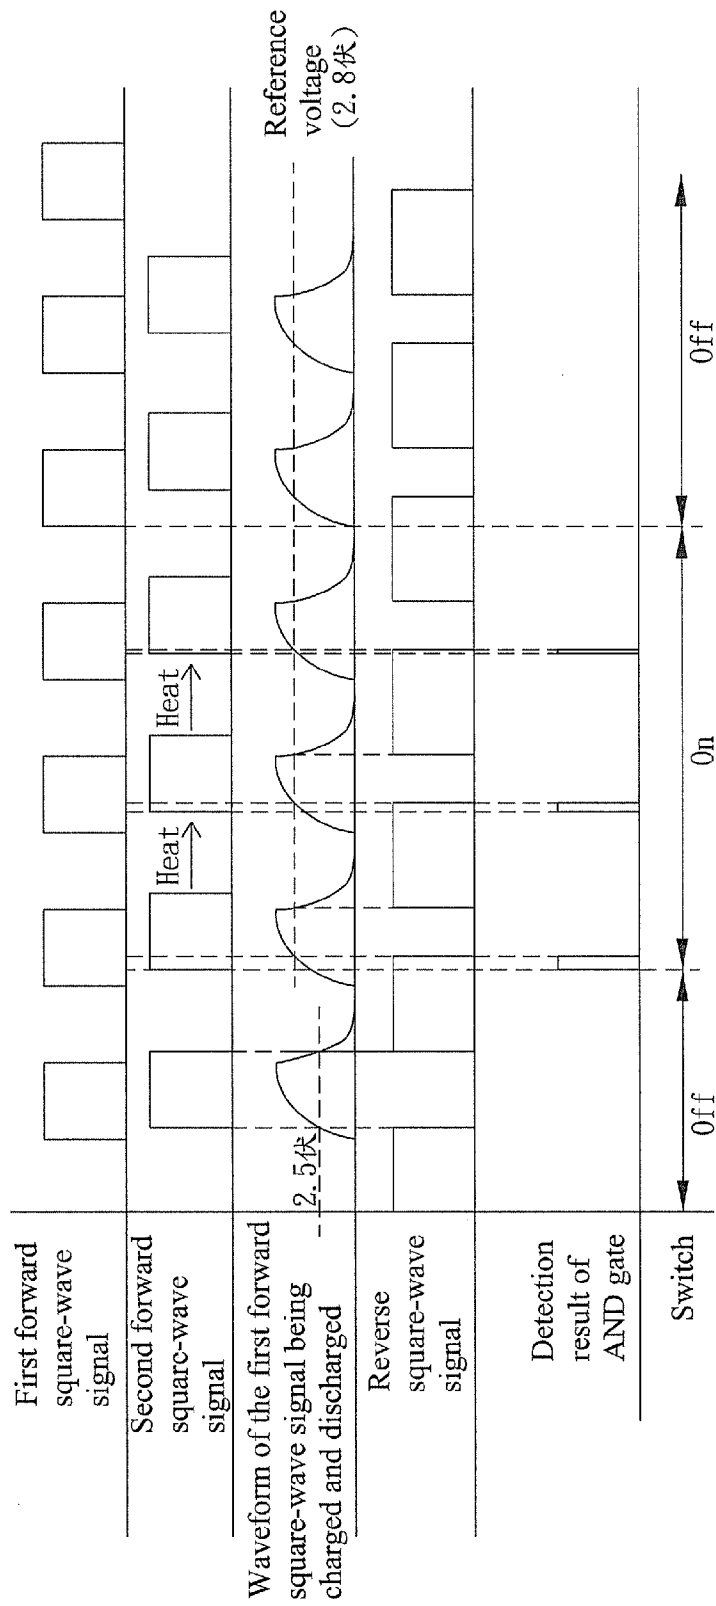 First forward
square-wave
signal
Second forward
squarc-wave
signal
Heat
Heat
Waveform of the first forward
square-wave signal being
charged and discharged
2.5伏
Reference
voltage
(2.8伏)
Reverse
square-wave
signal
Detection
result of
AND gate
Switch
Off
On
Off